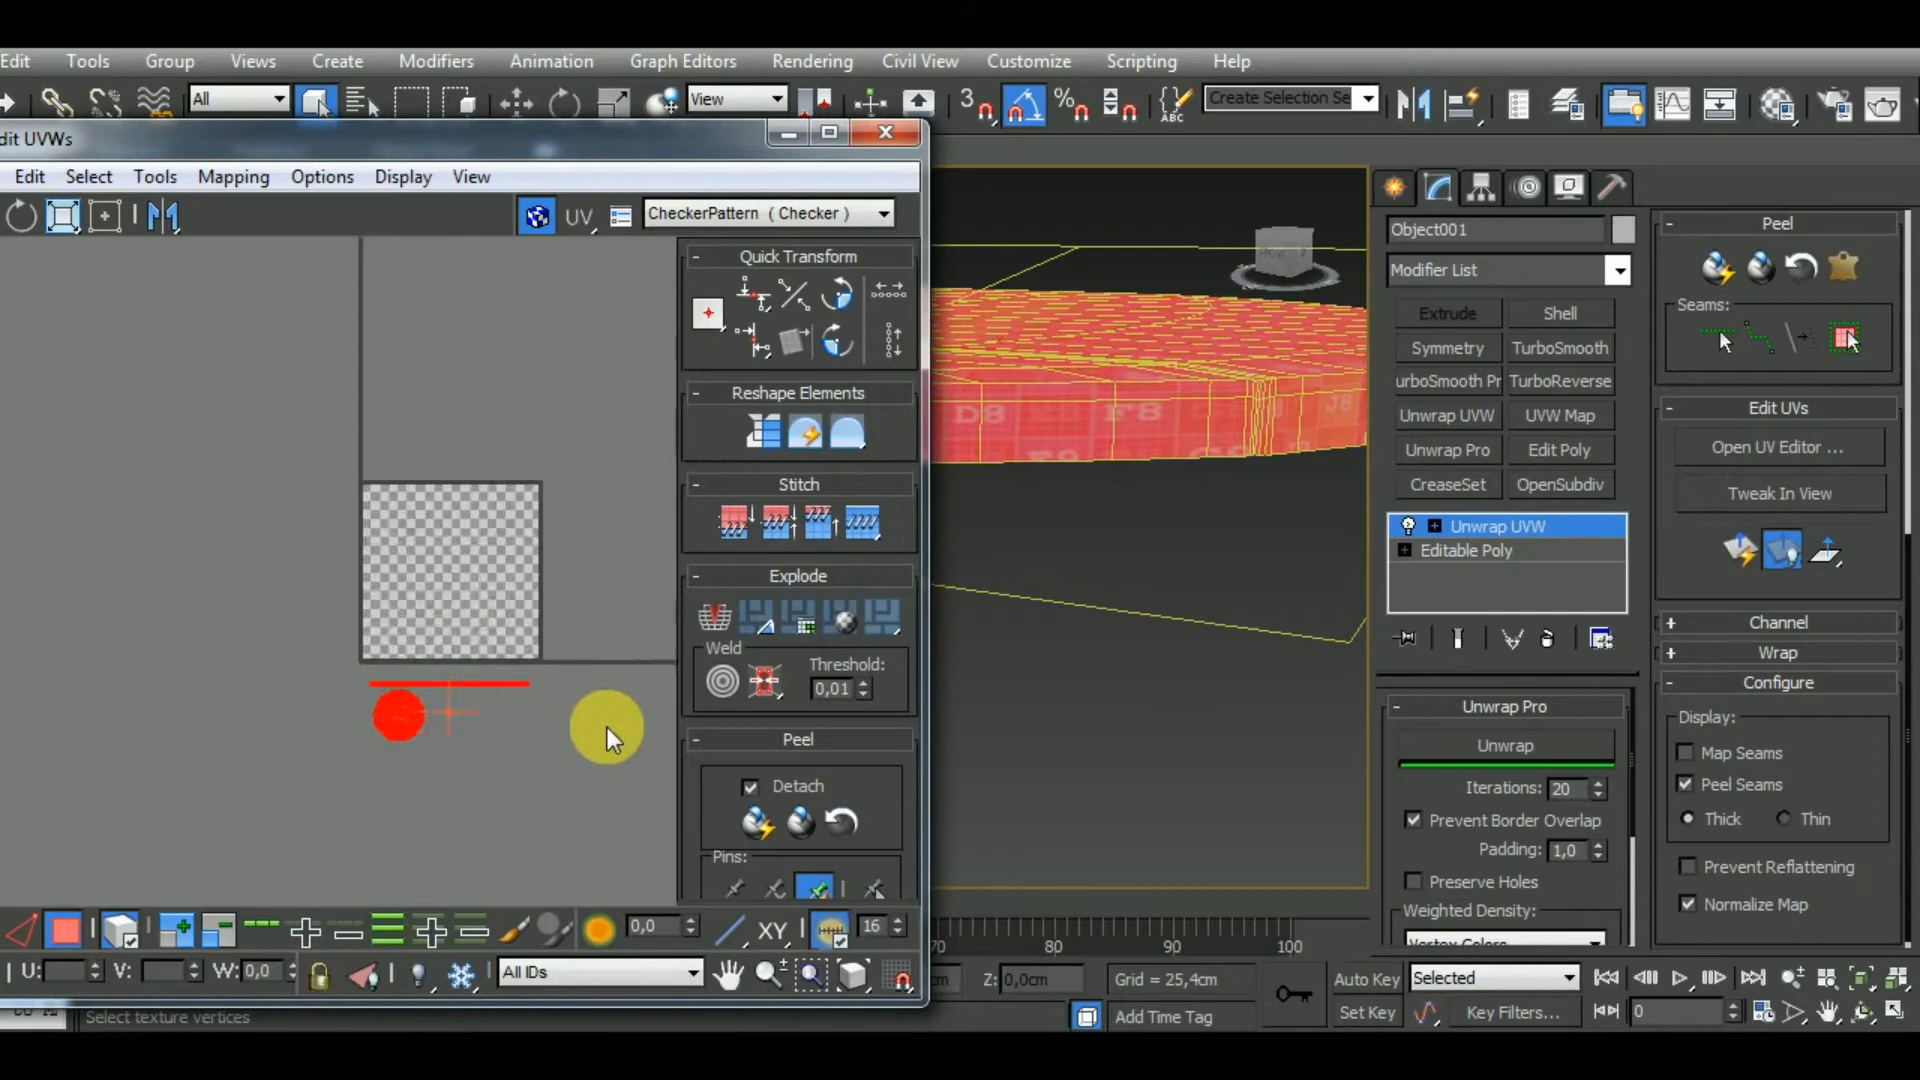 Edit Tools Group Views Create Modifiers Animation Graph Editors Rendering Civil View Customize Scripting Help
All View 3 % ABC Create Selection Se
dit UVWs
Edit Select Tools Mapping Options Display View
UV CheckerPattern ( Checker )
Quick Transform
Reshape Elements
Stitch
Explode
Weld
Threshold:
0,01
Peel
Detach
Pins:
0,0 XY 16
U: V: W: 0,0 All IDs
Select texture vertices
D8 F8 J8
70 80 90 100
cm Z: 0,0cm Grid = 25,4cm
Add Time Tag
Auto Key Selected
Set Key Key Filters... 0
Object001
Modifier List
Extrude Shell
Symmetry TurboSmooth
urboSmooth Pr TurboReverse
Unwrap UVW UVW Map
Unwrap Pro Edit Poly
CreaseSet OpenSubdiv
Unwrap UVW
Editable Poly
Unwrap Pro
Unwrap
Iterations: 20
Prevent Border Overlap
Padding: 1,0
Preserve Holes
Weighted Density:
Vertex Colors
Peel
Seams:
Edit UVs
Open UV Editor ...
Tweak In View
Channel
Wrap
Configure
Display:
Map Seams
Peel Seams
Thick Thin
Prevent Reflattening
Normalize Map